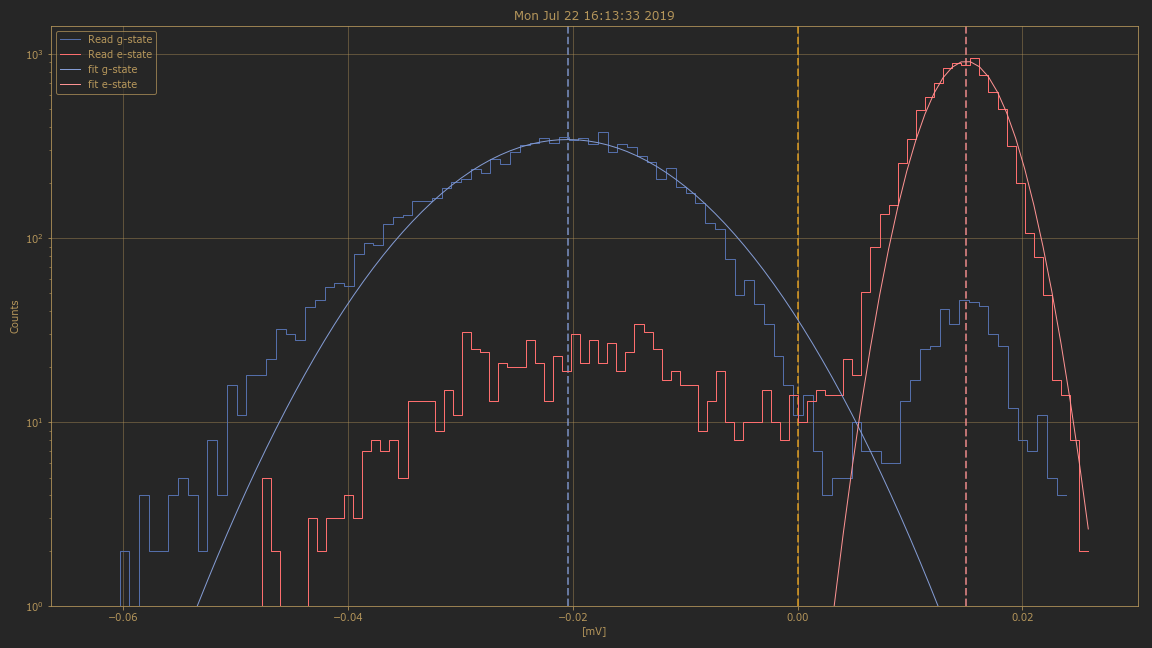 Mon Jul 22 16:13:33 2019
Read g-state
Read e-state
fit g-state
fit e-state
Counts
10³
10²
10¹
10⁰
−0.06
−0.04
−0.02
0.00
0.02
[mV]